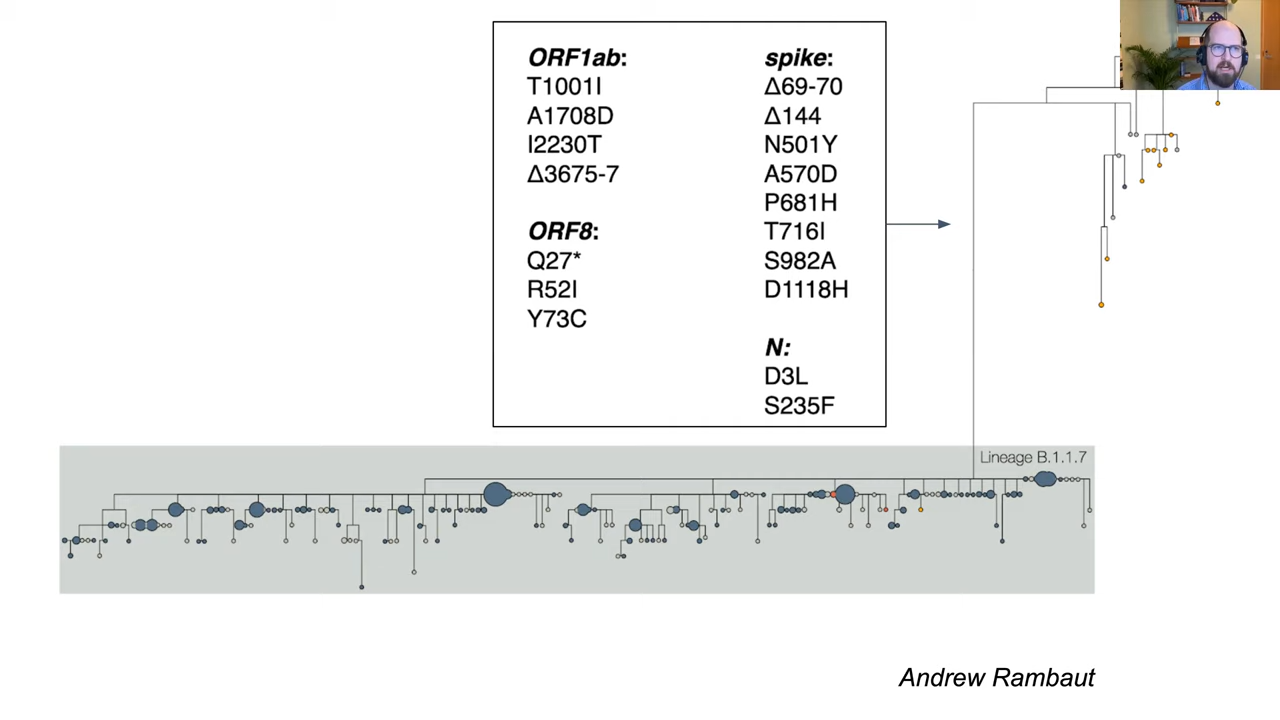 ORF1ab:
T1001I
A1708D
I2230T
Δ3675-7
ORF8:
Q27*
R52I
Y73C
spike:
Δ69-70
Δ144
N501Y
A570D
P681H
T716I
S982A
D1118H
N:
D3L
S235F
Lineage B.1.1.7
Andrew Rambaut